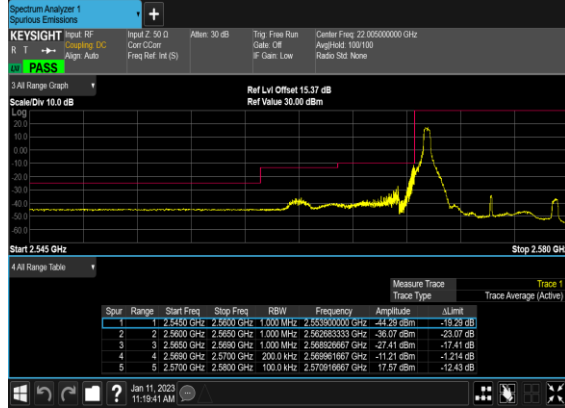 Spectrum Analyzer 1
Spurious Emissions
KEYSIGHT
R T
PASS
Input: RF
Coupling: DC
Align: Auto
Input Z: 50 Ω
Corr CCorr
Freq Ref: Int (S)
Atten: 30 dB
Trig: Free Run
Gate: Off
IF Gain: Low
Center Freq: 22.005000000 GHz
Avg|Hold: 100/100
Radio Std: None
3 All Range Graph
Scale/Div 10.0 dB
Ref Lvl Offset 15.37 dB
Ref Value 30.00 dBm
Log
20.0
10.0
0.00
-10.0
-20.0
-30.0
-40.0
-50.0
-60.0
Start 2.545 GHz
Stop 2.580 GH
4 All Range Table
Measure Trace Trace 1
Trace Type Trace Average (Active)
Spur Range Start Freq Stop Freq RBW Frequency Amplitude ΔLimit
1 1 2.5450 GHz 2.5600 GHz 1.000 MHz 2.553900000 GHz -44.29 dBm -19.29 dB
2 2 2.5600 GHz 2.5650 GHz 1.000 MHz 2.562683333 GHz -36.07 dBm -23.07 dB
3 3 2.5650 GHz 2.5690 GHz 1.000 MHz 2.568926667 GHz -27.41 dBm -17.41 dB
4 4 2.5690 GHz 2.5700 GHz 200.0 kHz 2.569961667 GHz -11.21 dBm -1.214 dB
5 5 2.5700 GHz 2.5800 GHz 100.0 kHz 2.570916667 GHz 17.57 dBm -12.43 dB
?
Jan 11, 2023
11:19:41 AM